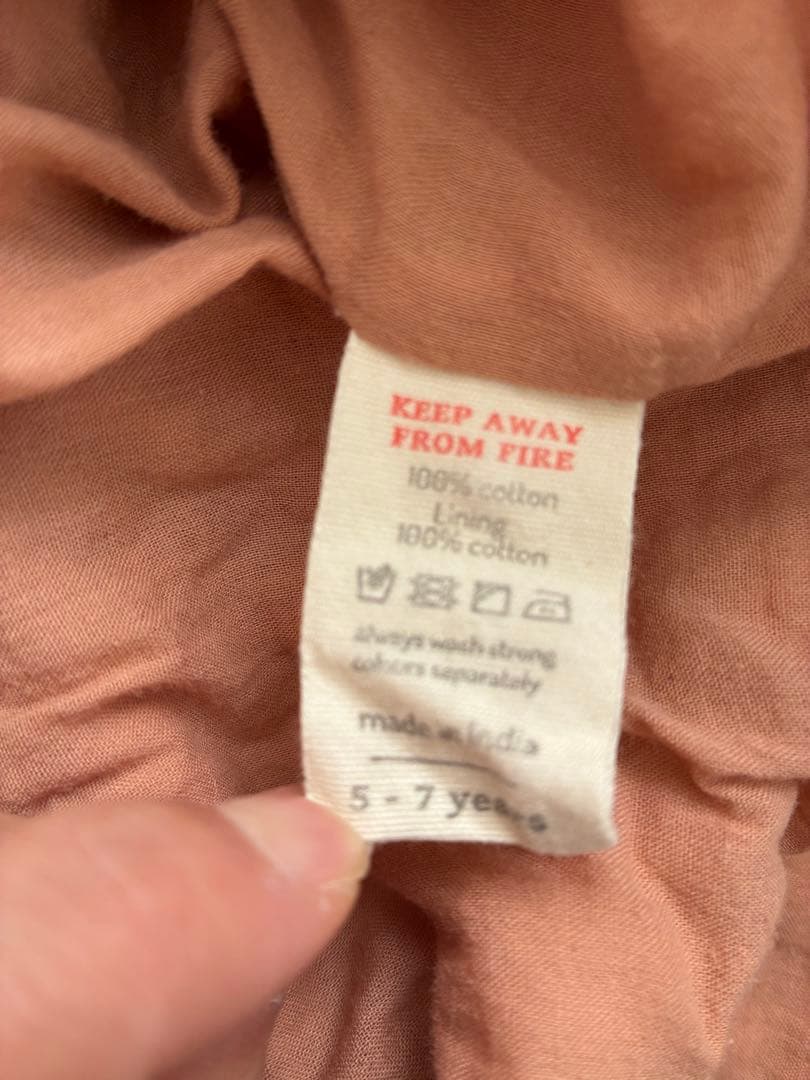 KEEP AWAY
FROM FIRE
100% cotton
Lining
100% cotton
always wash strong
colours separately
made in india
5 - 7 years